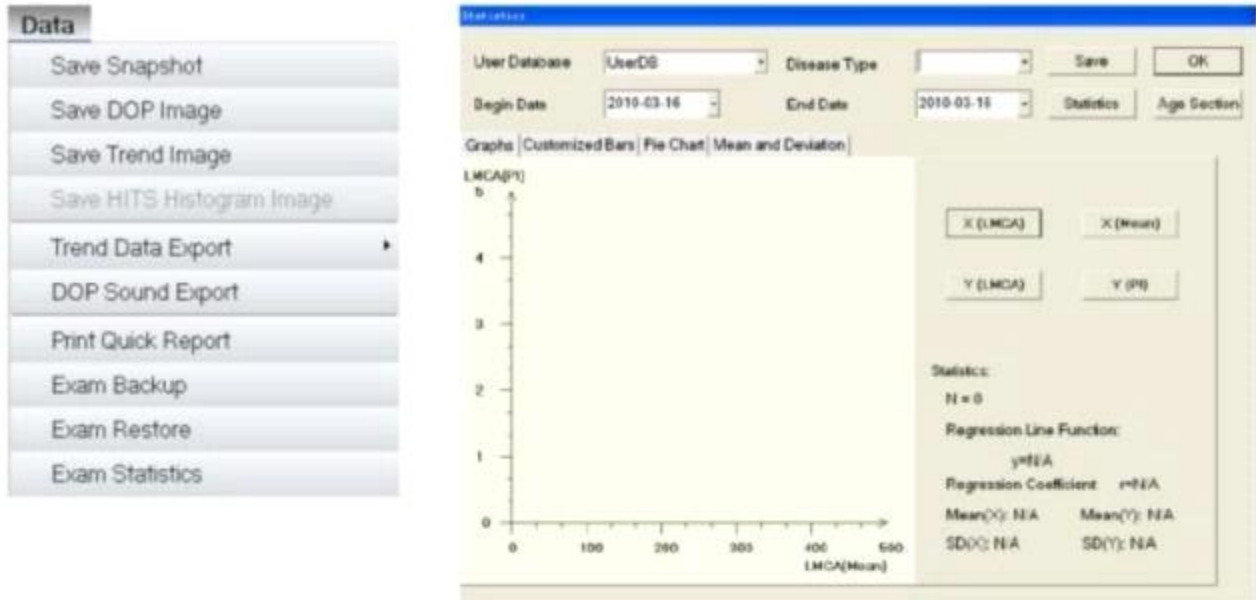 Data
Save Snapshot
Save DOP Image
Save Trend Image
Save HITS Histogram Image
Trend Data Export
DOP Sound Export
Print Quick Report
Exam Backup
Exam Restore
Exam Statistics
Statistics
User Database UserDB Disease Type Save OK
Begin Date 2010-03-16 End Date 2010-03-16 Statistics Age Section
Graphs Customized Bars Pie Chart Mean and Deviation
LMCA(PI)
5
4
3
2
1
0
0 100 200 300 400 500
LMCA(Mean)
X (LMCA) X (Mean)
Y (LMCA) Y (PI)
Statistics:
N = 0
Regression Line Function:
y=N/A
Regression Coefficient r=N/A
Mean(X): N/A Mean(Y): N/A
SD(X): N/A SD(Y): N/A